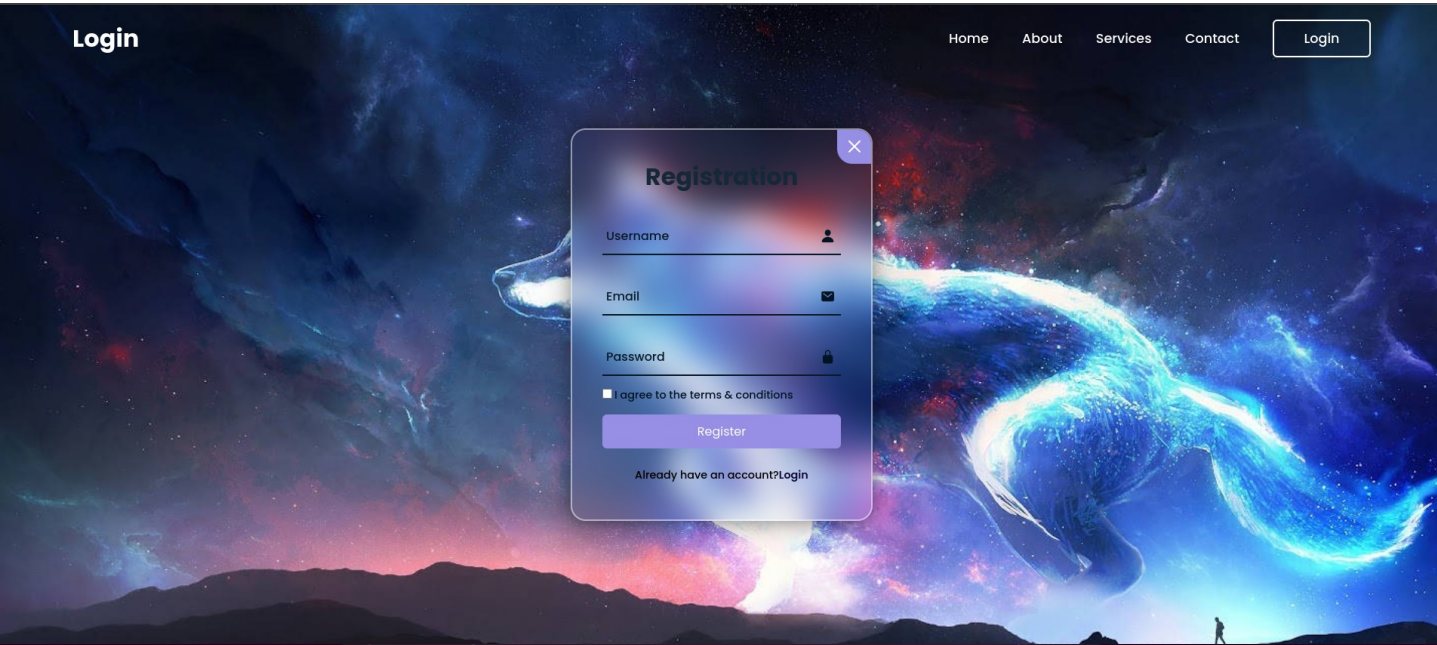 Login
Home About Services Contact Login
Registration
Username
Email
Password
I agree to the terms & conditions
Register
Already have an account?Login